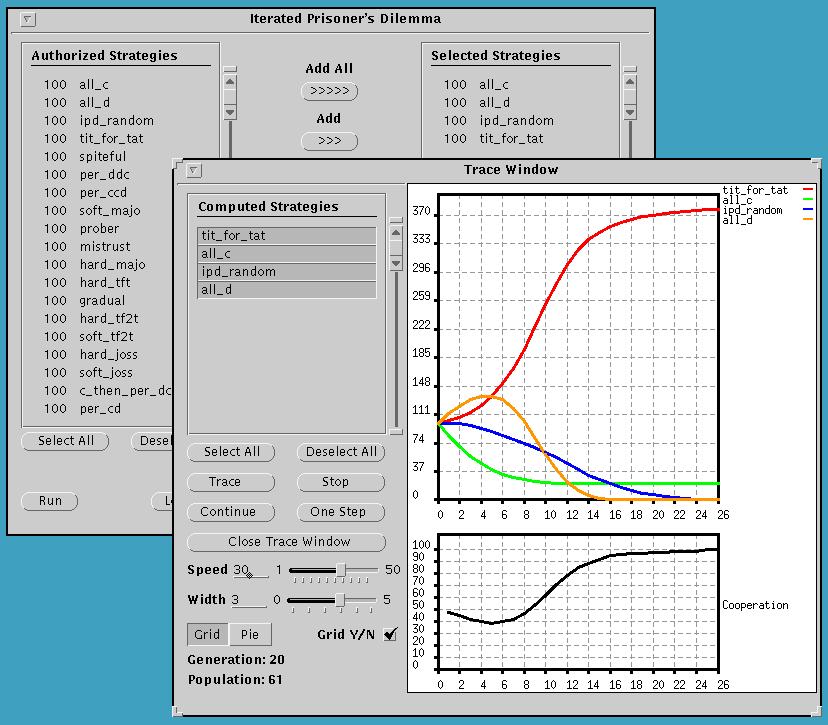 Iterated Prisoner's Dilemma
Authorized Strategies
100 all_c
100 all_d
100 ipd_random
100 tit_for_tat
100 spiteful
100 per_ddc
100 per_ccd
100 soft_majo
100 prober
100 mistrust
100 hard_majo
100 hard_tft
100 gradual
100 hard_tf2t
100 soft_tf2t
100 hard_joss
100 soft_joss
100 c_then_per_dc
100 per_cd
Select All
Desel
Run
L
Add All
>>>>>
Add
>>>
Selected Strategies
100 all_c
100 all_d
100 ipd_random
100 tit_for_tat
Trace Window
Computed Strategies
tit_for_tat
all_c
ipd_random
all_d
Select All
Deselect All
Trace
Stop
Continue
One Step
Close Trace Window
Speed 30 1 50
Width 3 0 5
Grid Pie Grid Y/N
Generation: 20
Population: 61
tit_for_tat
all_c
ipd_random
all_d
370
333
296
259
222
185
148
111
74
37
0
0 2 4 6 8 10 12 14 16 18 20 22 24 26
100
90
80
70
60
50
40
30
20
10
0
Cooperation
0 2 4 6 8 10 12 14 16 18 20 22 24 26